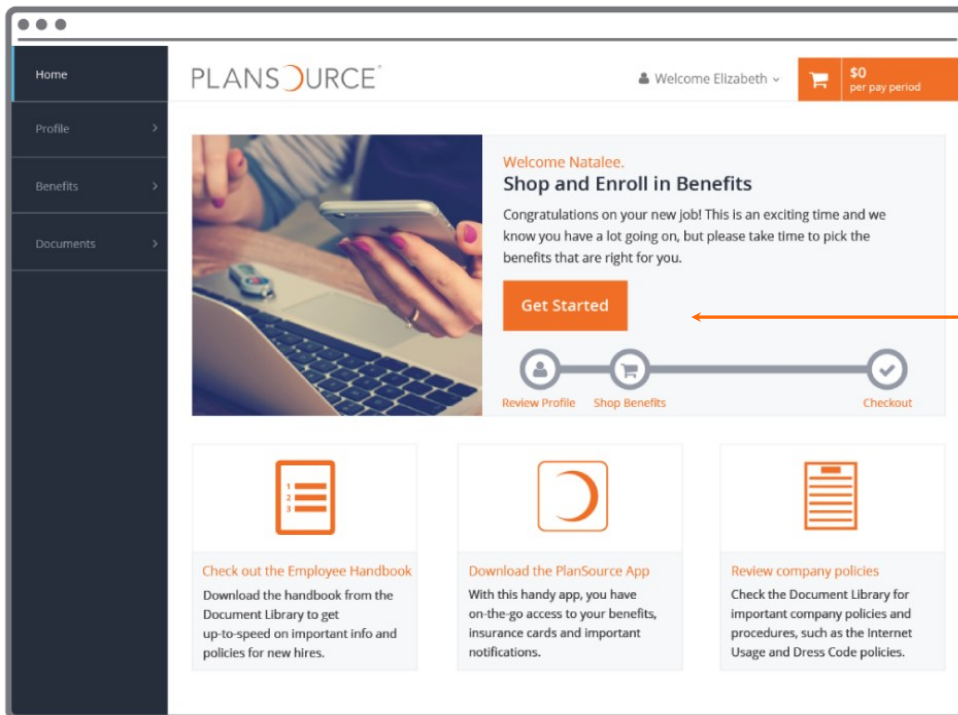 Home
PLANSOURCE
Welcome Elizabeth
$0
per pay period
Profile
Benefits
Documents
Welcome Natalee.
Shop and Enroll in Benefits
Congratulations on your new job! This is an exciting time and we
know you have a lot going on, but please take time to pick the
benefits that are right for you.
Get Started
Review Profile
Shop Benefits
Checkout
1
2
3
Check out the Employee Handbook
Download the handbook from the
Document Library to get
up-to-speed on important info and
policies for new hires.
Download the PlanSource App
With this handy app, you have
on-the-go access to your benefits,
insurance cards and important
notifications.
Review company policies
Check the Document Library for
important company policies and
procedures, such as the Internet
Usage and Dress Code policies.